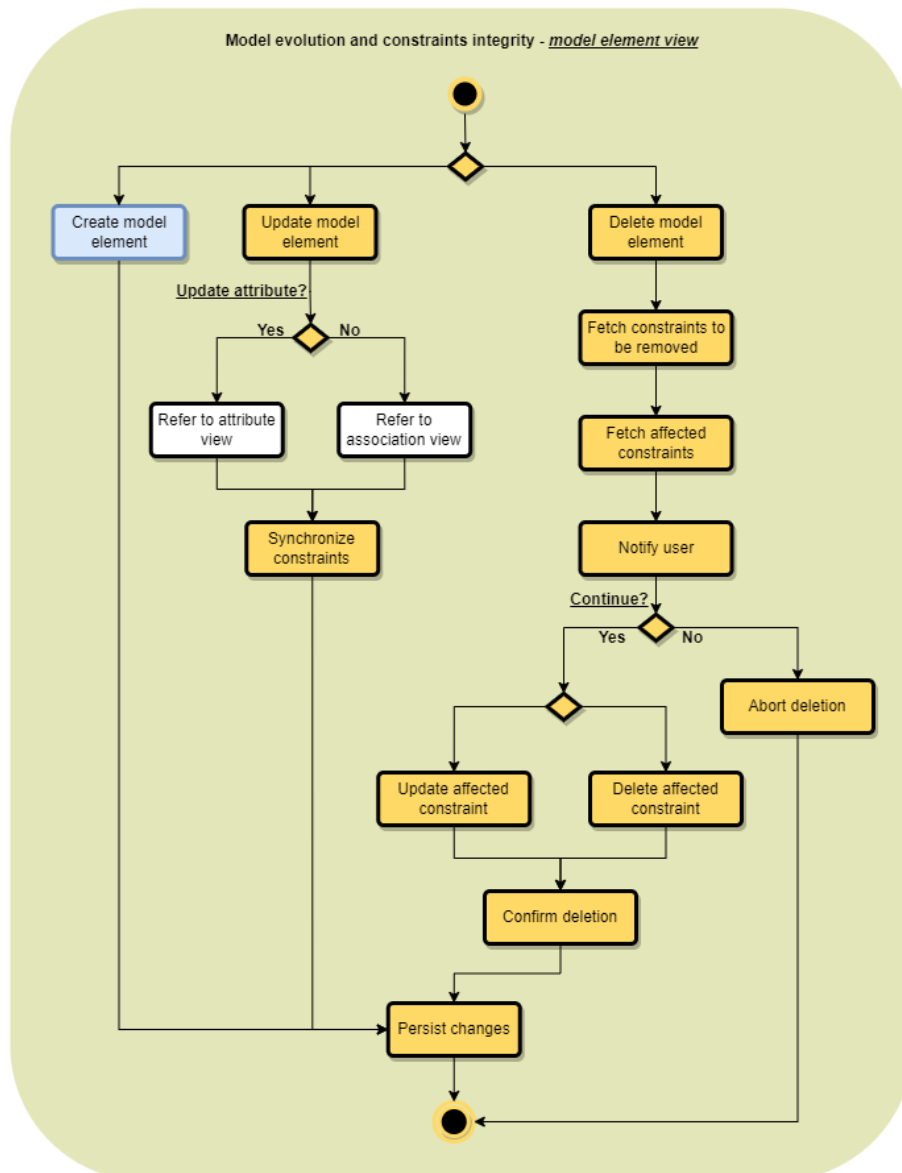 Model evolution and constraints integrity - model element view
Create model
element
Update model
element
Delete model
element
Update attribute?
Yes
No
Fetch constraints to
be removed
Refer to attribute
view
Refer to
association view
Fetch affected
constraints
Synchronize
constraints
Notify user
Continue?
Yes
No
Abort deletion
Update affected
constraint
Delete affected
constraint
Confirm deletion
Persist changes